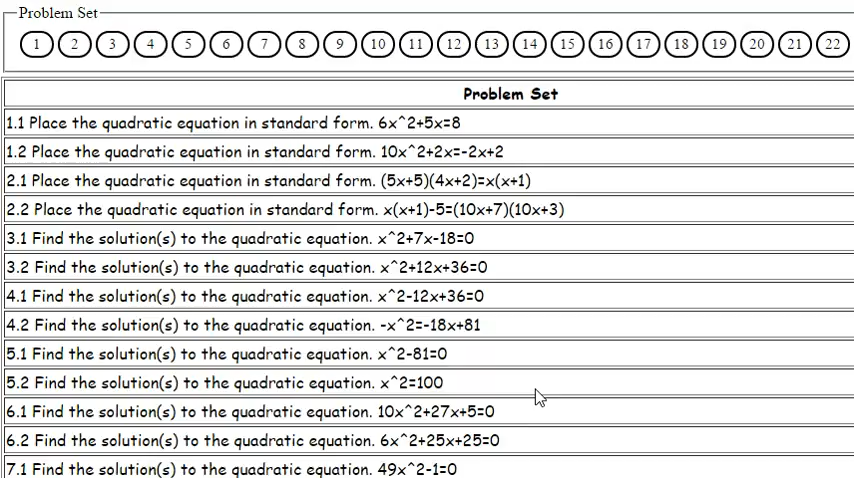 Problem Set
1 2 3 4 5 6 7 8 9 10 11 12 13 14 15 16 17 18 19 20 21 22
Problem Set
1.1 Place the quadratic equation in standard form. 6x^2+5x=8
1.2 Place the quadratic equation in standard form. 10x^2+2x=-2x+2
2.1 Place the quadratic equation in standard form. (5x+5)(4x+2)=x(x+1)
2.2 Place the quadratic equation in standard form. x(x+1)-5=(10x+7)(10x+3)
3.1 Find the solution(s) to the quadratic equation. x^2+7x-18=0
3.2 Find the solution(s) to the quadratic equation. x^2+12x+36=0
4.1 Find the solution(s) to the quadratic equation. x^2-12x+36=0
4.2 Find the solution(s) to the quadratic equation. -x^2=-18x+81
5.1 Find the solution(s) to the quadratic equation. x^2-81=0
5.2 Find the solution(s) to the quadratic equation. x^2=100
6.1 Find the solution(s) to the quadratic equation. 10x^2+27x+5=0
6.2 Find the solution(s) to the quadratic equation. 6x^2+25x+25=0
7.1 Find the solution(s) to the quadratic equation. 49x^2-1=0